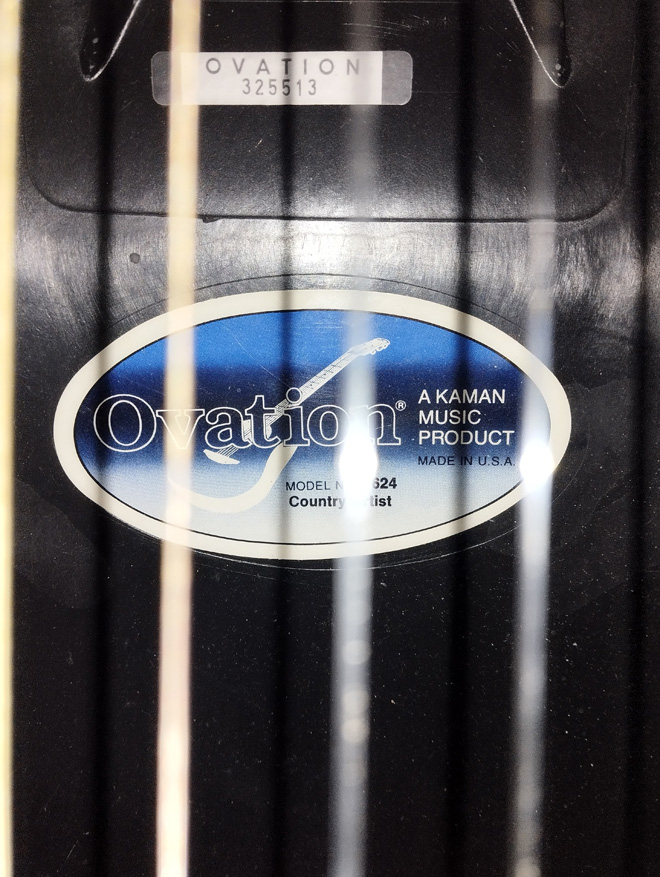 OVATION
325513
Ovation®
A KAMAN
MUSIC
PRODUCT
MADE IN U.S.A.
MODEL
Country